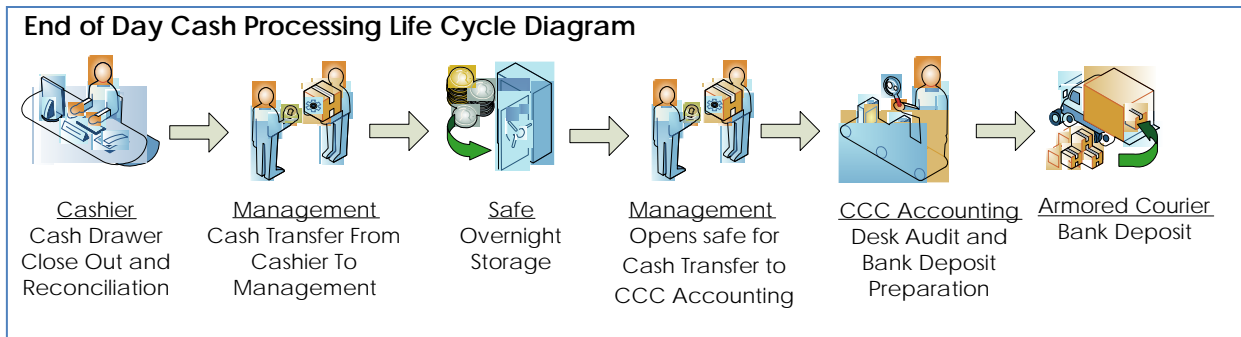 End of Day Cash Processing Life Cycle Diagram
Cashier
Cash Drawer
Close Out and
Reconciliation
Management
Cash Transfer From
Cashier To
Management
Safe
Overnight
Storage
Management
Opens safe for
Cash Transfer to
CCC Accounting
CCC Accounting
Desk Audit and
Bank Deposit
Preparation
Armored Courier
Bank Deposit